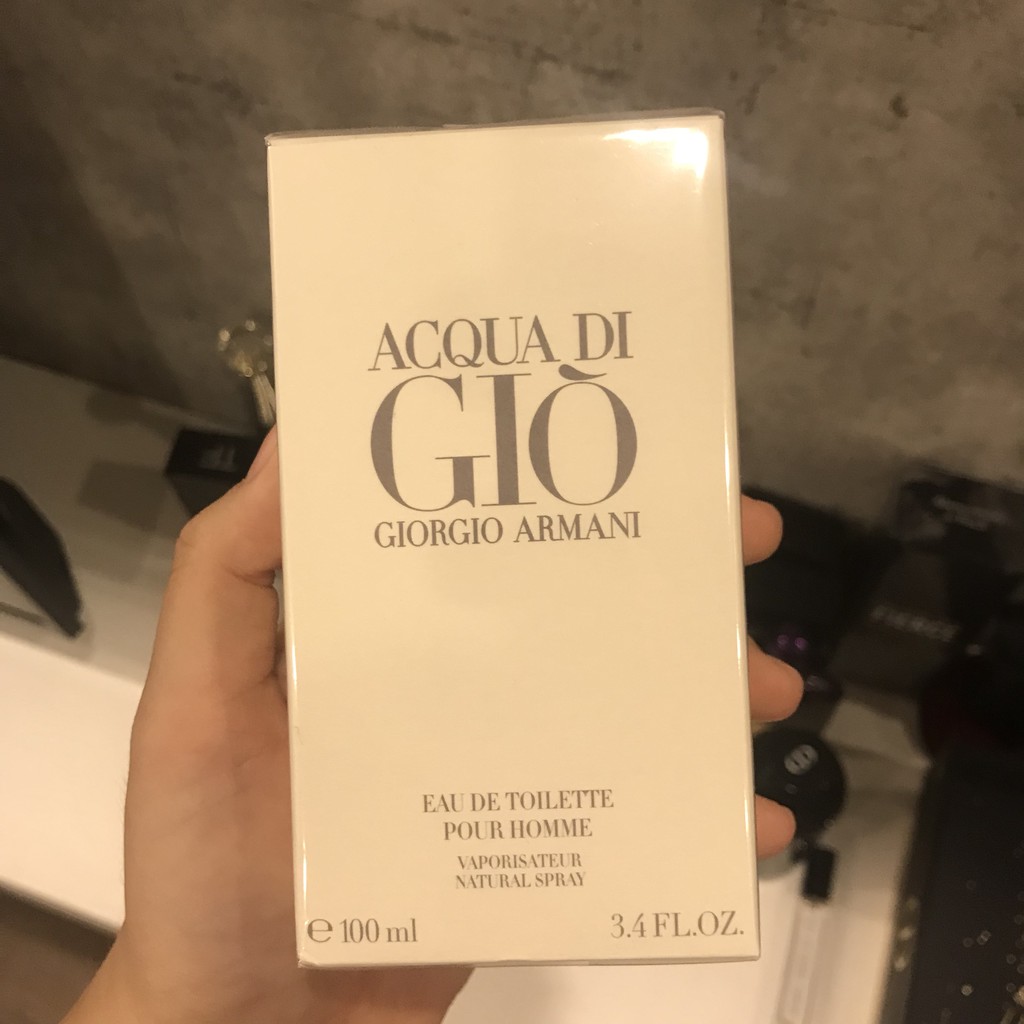 ACQUA DI
GIÒ
GIORGIO ARMANI
EAU DE TOILETTE
POUR HOMME
VAPORISATEUR
NATURAL SPRAY
℮ 100 ml
3.4 FL.OZ.
FIERCE